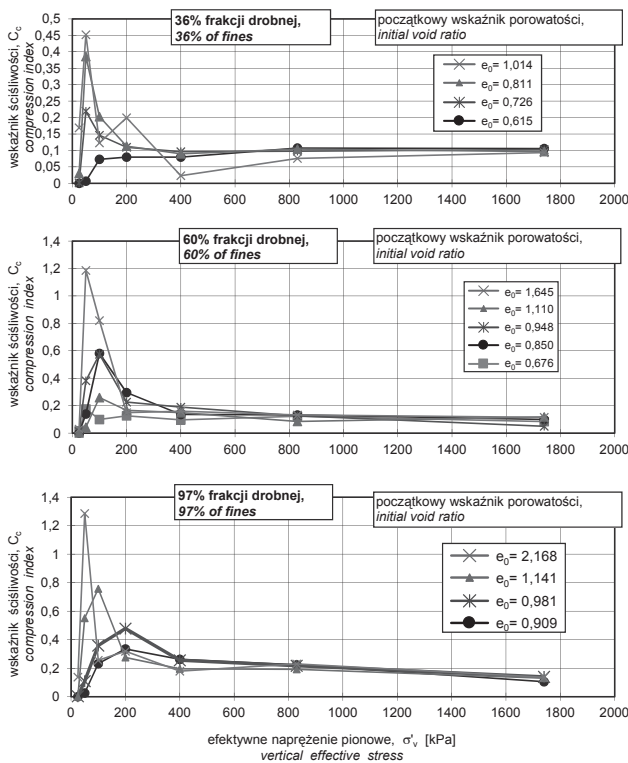 36% frakcji drobnej,
36% of fines
początkowy wskaźnik porowatości,
initial void ratio
wskaźnik ściśliwości, Cc
compression index
0,5
0,45
0,4
0,35
0,3
0,25
0,2
0,15
0,1
0,05
0
e0= 1,014
e0= 0,811
e0= 0,726
e0= 0,615
0 200 400 600 800 1000 1200 1400 1600 1800 2000
60% frakcji drobnej,
60% of fines
początkowy wskaźnik porowatości,
initial void ratio
wskaźnik ściśliwości, Cc
compression index
1,4
1,2
1
0,8
0,6
0,4
0,2
0
e0= 1,645
e0= 1,110
e0= 0,948
e0= 0,850
e0= 0,676
0 200 400 600 800 1000 1200 1400 1600 1800 2000
97% frakcji drobnej,
97% of fines
początkowy wskaźnik porowatości,
initial void ratio
wskaźnik ściśliwości, Cc
compression index
1,4
1,2
1
0,8
0,6
0,4
0,2
0
e0= 2,168
e0= 1,141
e0= 0,981
e0= 0,909
0 200 400 600 800 1000 1200 1400 1600 1800 2000
efektywne naprężenie pionowe, σ'v [kPa]
vertical effective stress